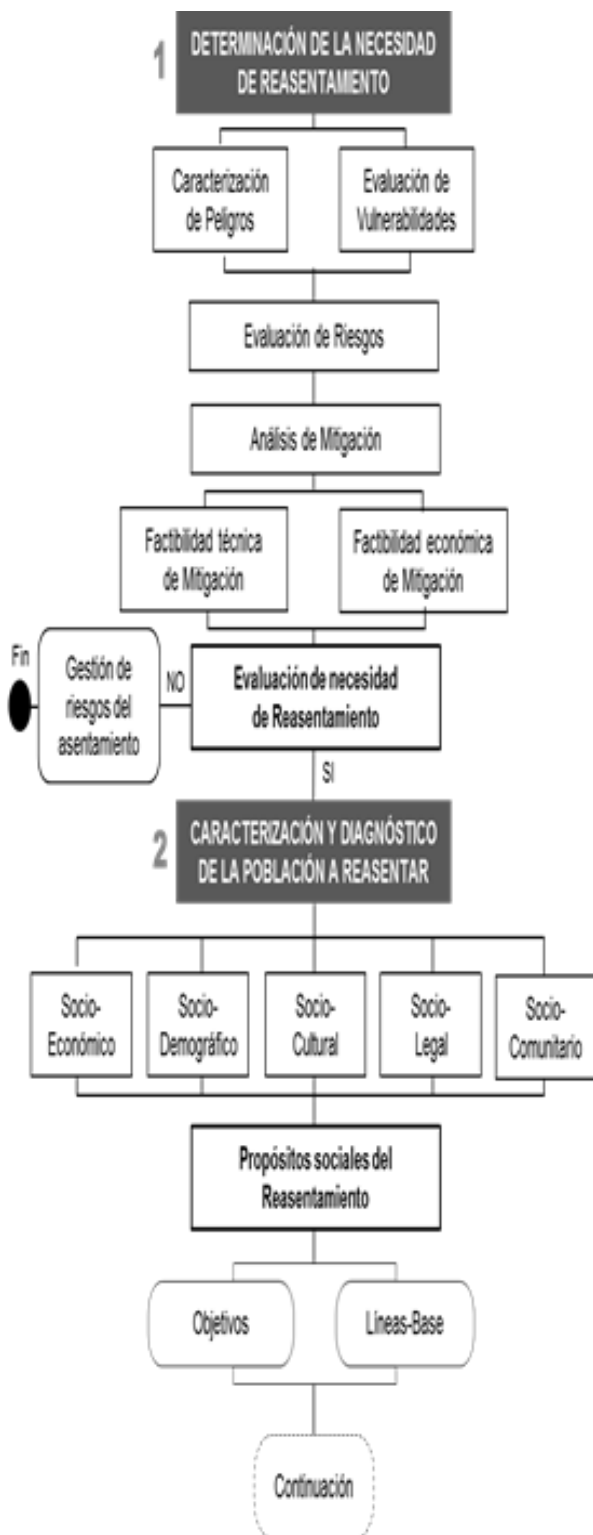 1
DETERMINACIÓN DE LA NECESIDAD
DE REASENTAMIENTO
Caracterización
de Peligros
Evaluación de
Vulnerabilidades
Evaluación de Riesgos
Análisis de Mitigación
Factibilidad técnica
de Mitigación
Factibilidad económica
de Mitigación
Fin
Gestión de
riesgos del
asentamiento
NO
Evaluación de necesidad
de Reasentamiento
SI
2
CARACTERIZACIÓN Y DIAGNÓSTICO
DE LA POBLACIÓN A REASENTAR
Socio-
Económico
Socio-
Demográfico
Socio-
Cultural
Socio-
Legal
Socio-
Comunitario
Propósitos sociales del
Reasentamiento
Objetivos
Líneas-Base
Continuación